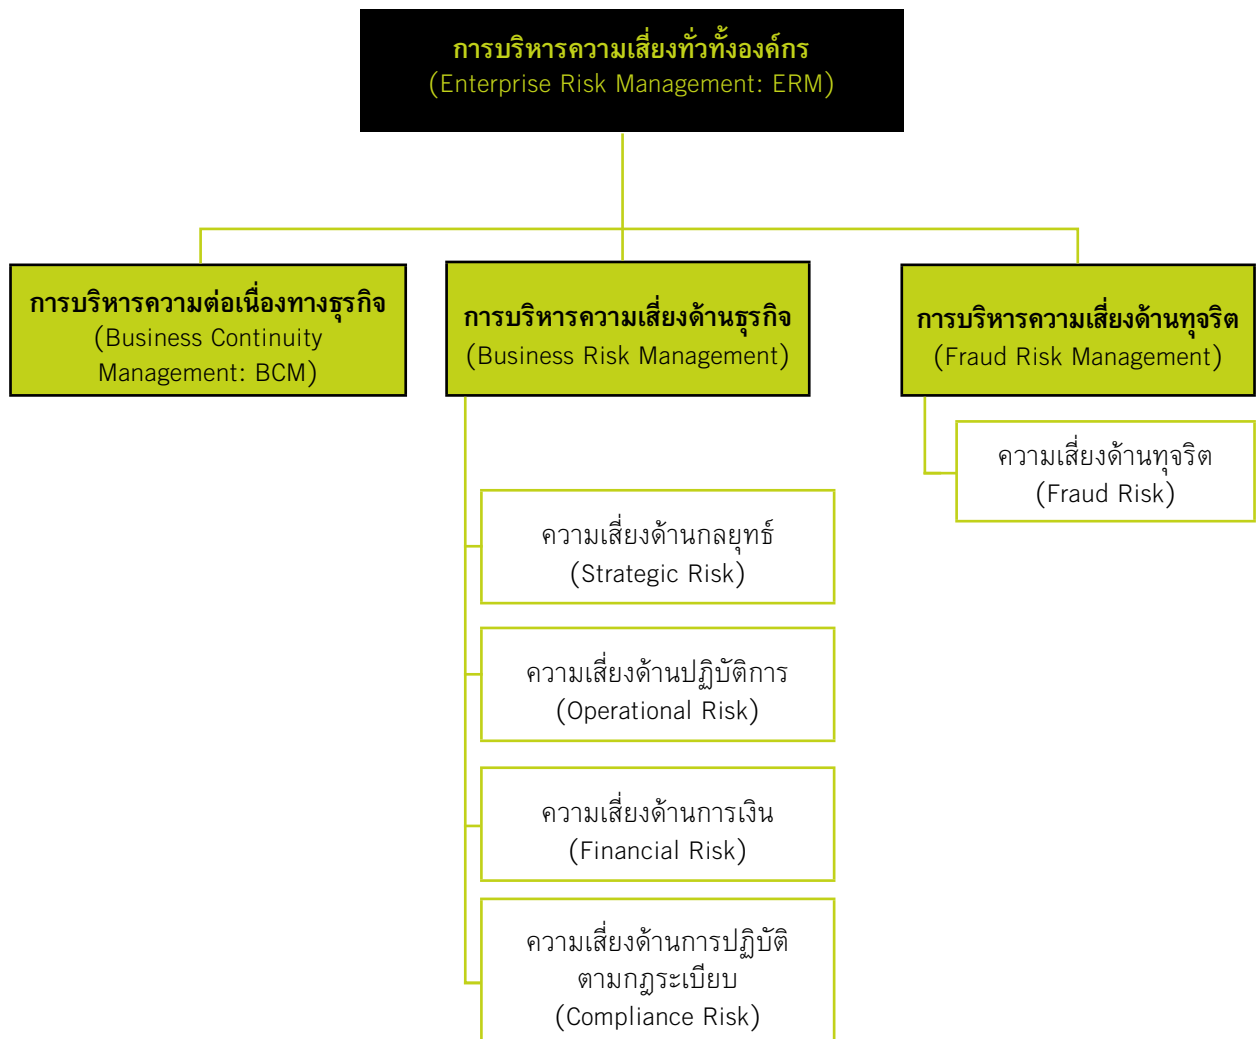 การบริหารความเสี่ยงทั่วทั้งองค์กร
(Enterprise Risk Management: ERM)
การบริหารความต่อเนื่องทางธุรกิจ
(Business Continuity
Management: BCM)
การบริหารความเสี่ยงด้านธุรกิจ
(Business Risk Management)
ความเสี่ยงด้านกลยุทธ์
(Strategic Risk)
ความเสี่ยงด้านปฏิบัติการ
(Operational Risk)
ความเสี่ยงด้านการเงิน
(Financial Risk)
ความเสี่ยงด้านการปฏิบัติ
ตามกฎระเบียบ
(Compliance Risk)
การบริหารความเสี่ยงด้านทุจริต
(Fraud Risk Management)
ความเสี่ยงด้านทุจริต
(Fraud Risk)